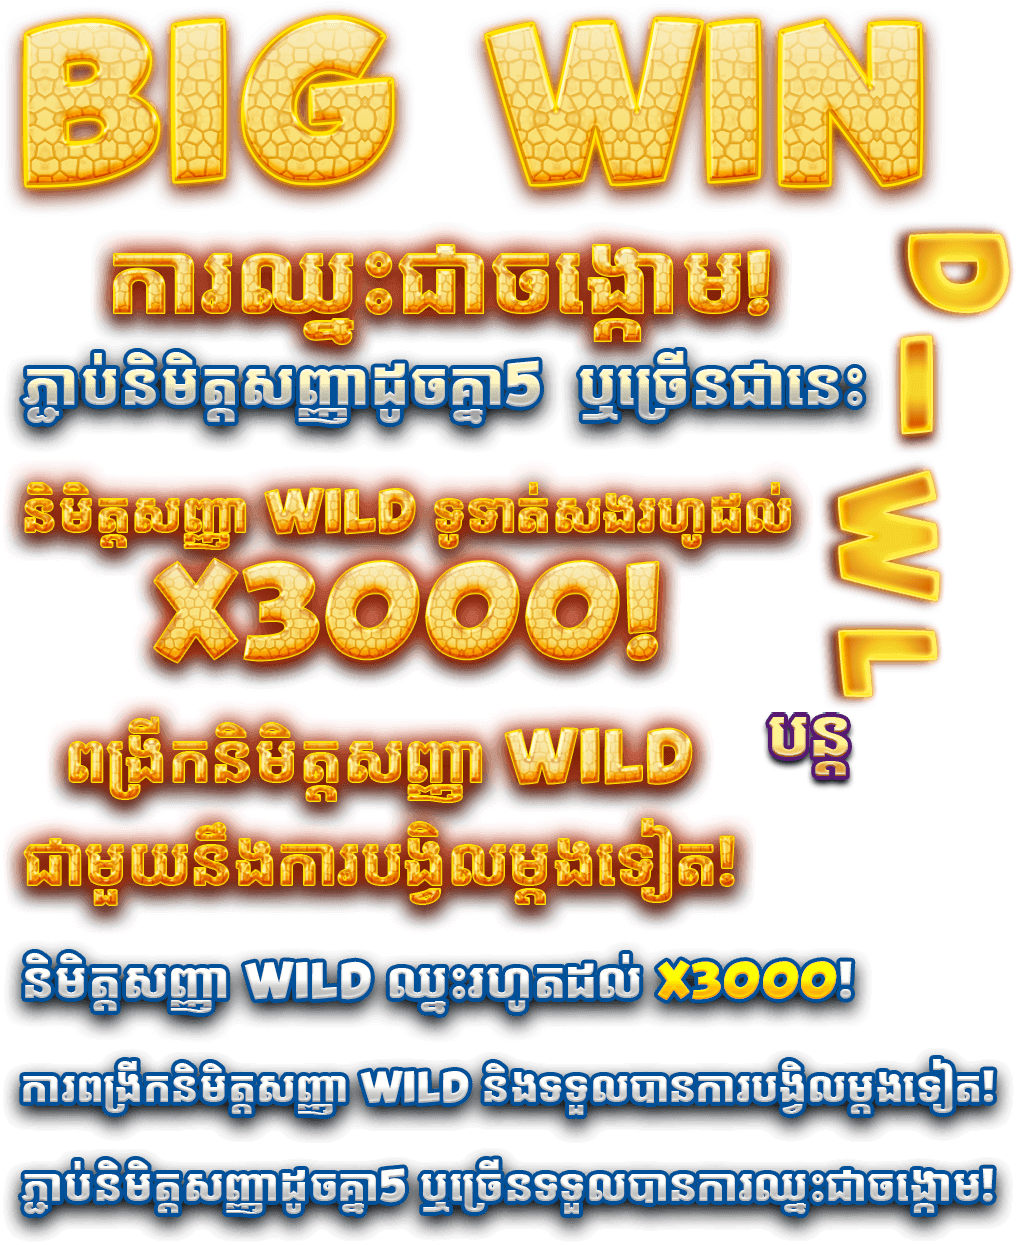 BIG WIN
ការឈ្នះជាចង្កោម!
ភ្ជាប់និមិត្តសញ្ញាដូចគ្នា5 ឬច្រើនជានេះ
និមិត្តសញ្ញា WILD ទូទាត់សងរហូដល់
X3000!
WILD
ពង្រីកនិមិត្តសញ្ញា WILD
បន្ត
ជាមួយនឹងការបង្វិលម្ដងទៀត!
និមិត្តសញ្ញា WILD ឈ្នះរហូតដល់ X3000!
ការពង្រីកនិមិត្តសញ្ញា WILD និងទទួលបានការបង្វិលម្ដងទៀត!
ភ្ជាប់និមិត្តសញ្ញាដូចគ្នា5 ឬច្រើនទទួលបានការឈ្នះជាចង្កោម!